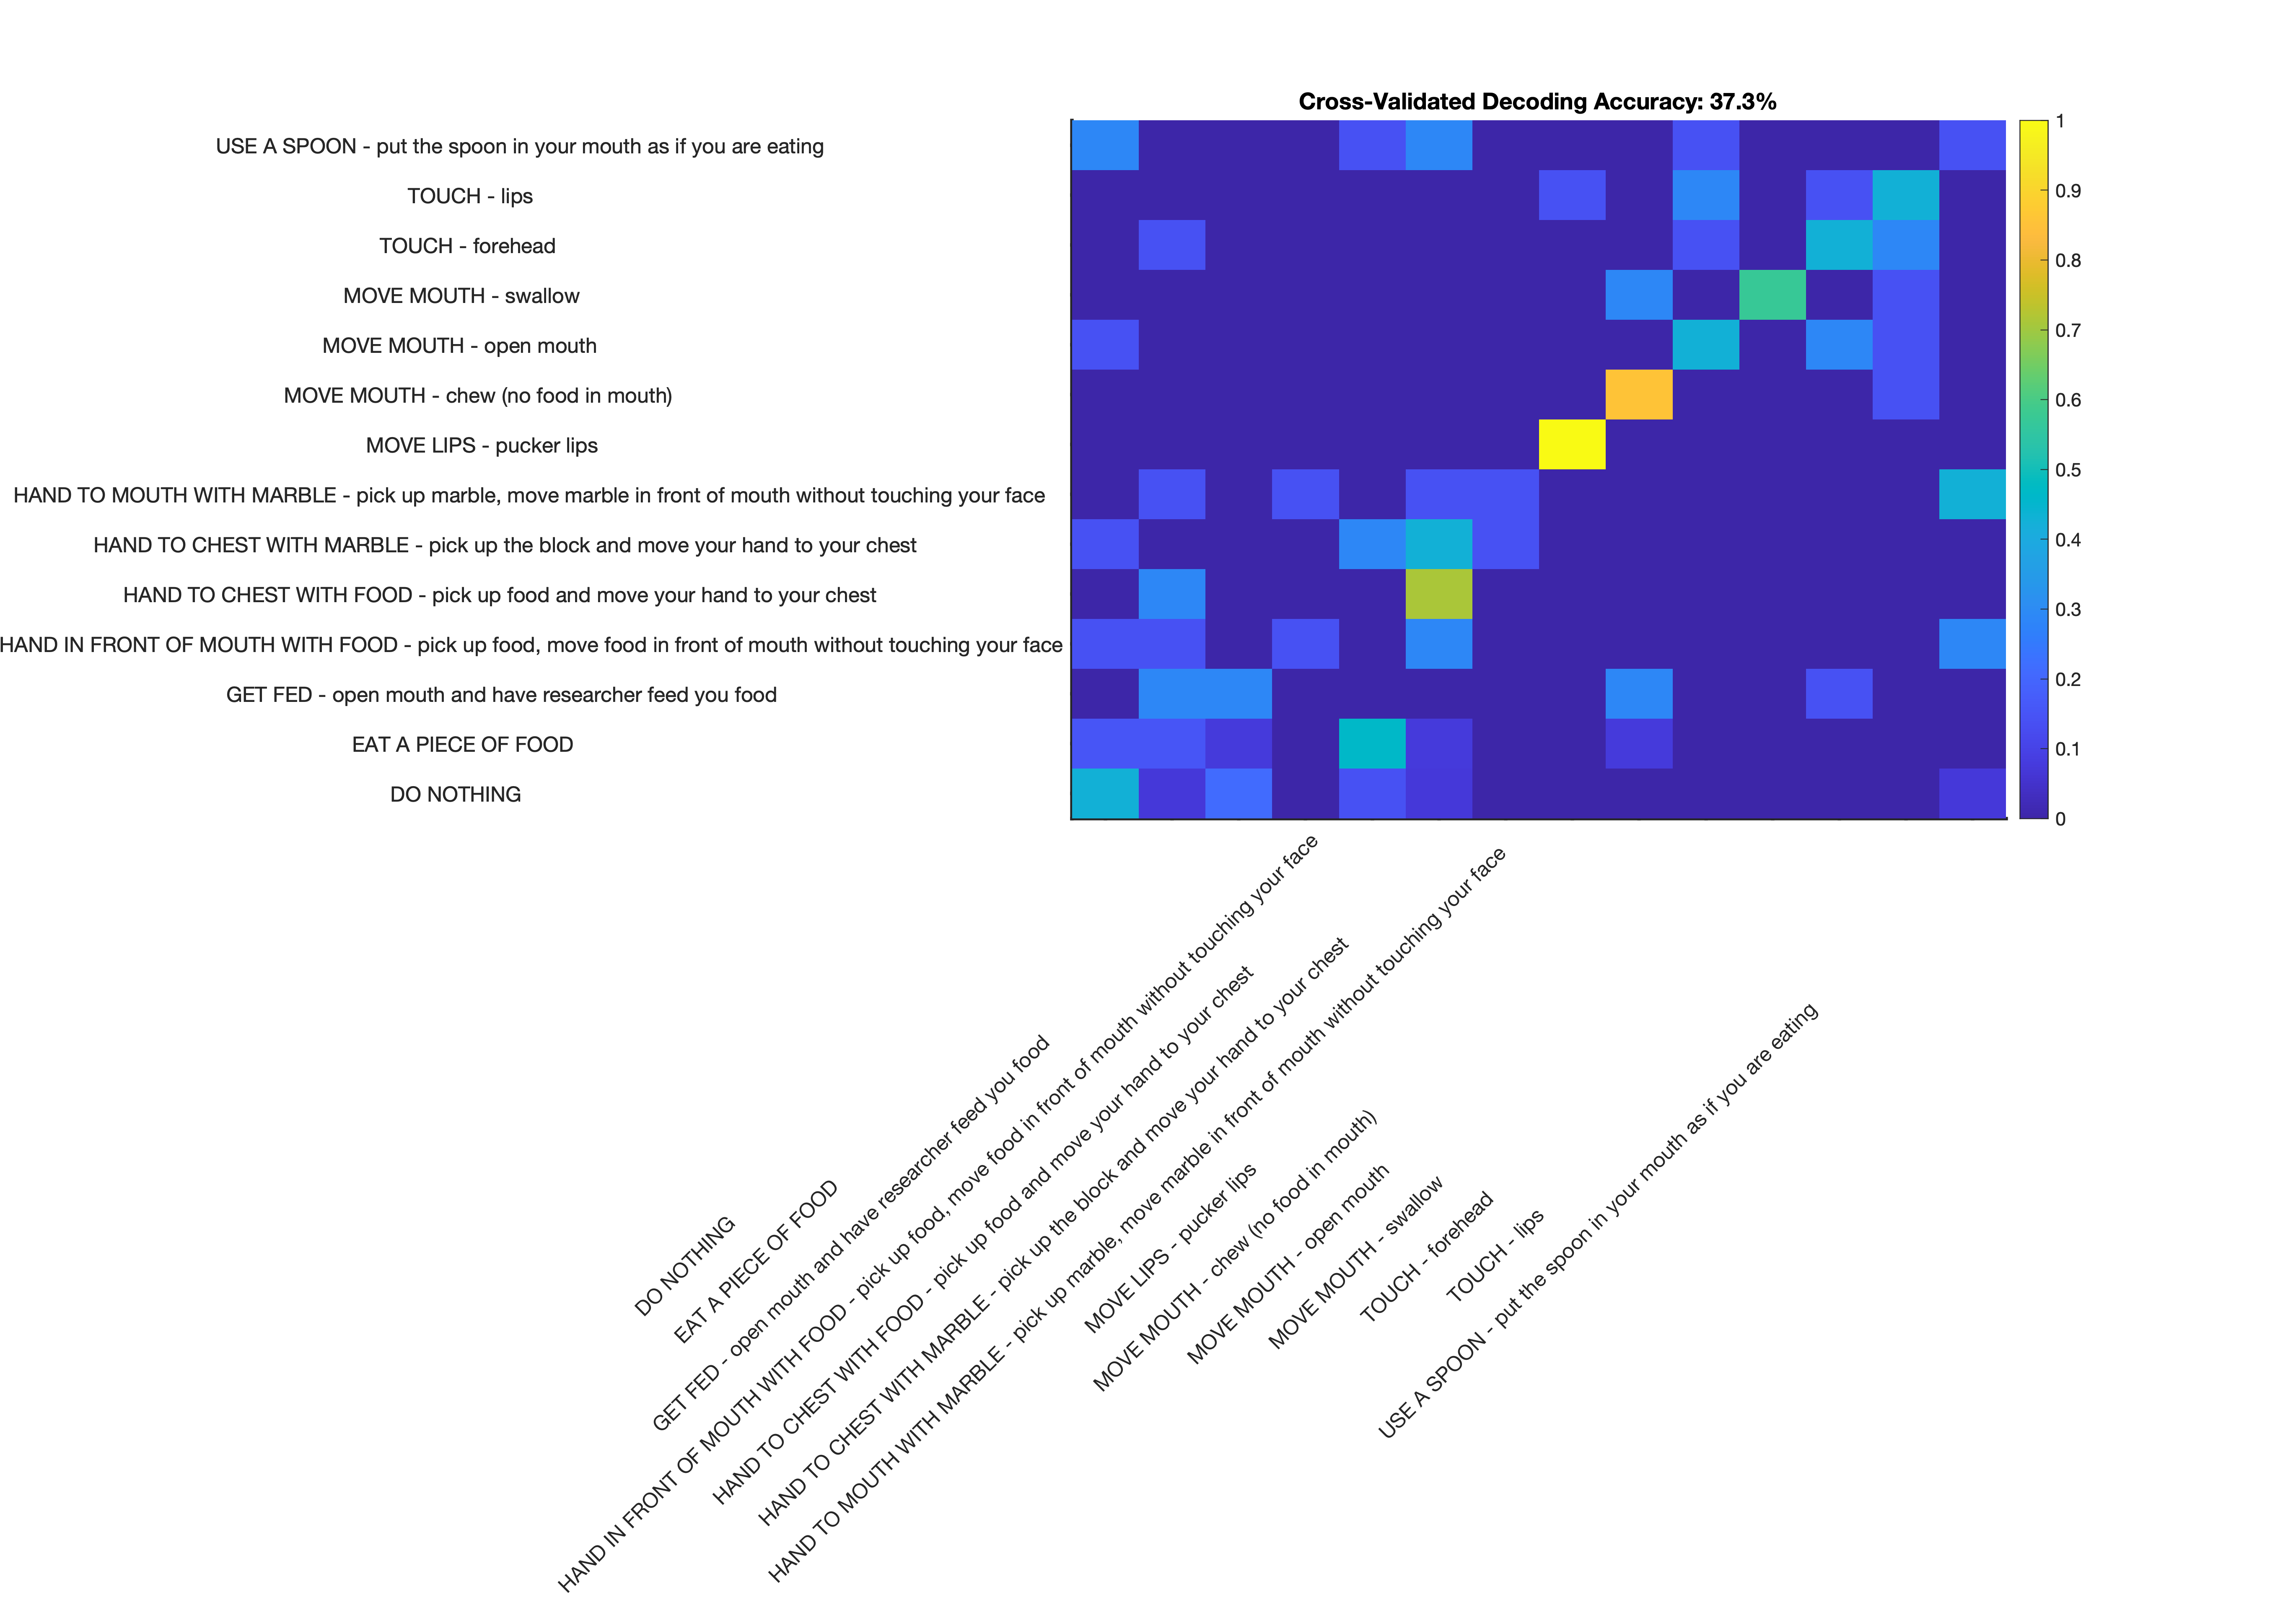 Cross-Validated Decoding Accuracy: 37.3%
USE A SPOON - put the spoon in your mouth as if you are eating
TOUCH - lips
TOUCH - forehead
MOVE MOUTH - swallow
MOVE MOUTH - open mouth
MOVE MOUTH - chew (no food in mouth)
MOVE LIPS - pucker lips
HAND TO MOUTH WITH MARBLE - pick up marble, move marble in front of mouth without touching your face
HAND TO CHEST WITH MARBLE - pick up the block and move your hand to your chest
HAND TO CHEST WITH FOOD - pick up food and move your hand to your chest
HAND IN FRONT OF MOUTH WITH FOOD - pick up food, move food in front of mouth without touching your face
GET FED - open mouth and have researcher feed you food
EAT A PIECE OF FOOD
DO NOTHING
1
0.9
0.8
0.7
0.6
0.5
0.4
0.3
0.2
0.1
0
DO NOTHING
EAT A PIECE OF FOOD
GET FED - open mouth and have researcher feed you food
HAND IN FRONT OF MOUTH WITH FOOD - pick up food, move food in front of mouth without touching your face
HAND TO CHEST WITH FOOD - pick up food and move your hand to your chest
HAND TO CHEST WITH MARBLE - pick up the block and move your hand to your chest
HAND TO MOUTH WITH MARBLE - pick up marble, move marble in front of mouth without touching your face
MOVE LIPS - pucker lips
MOVE MOUTH - chew (no food in mouth)
MOVE MOUTH - open mouth
MOVE MOUTH - swallow
TOUCH - forehead
TOUCH - lips
USE A SPOON - put the spoon in your mouth as if you are eating